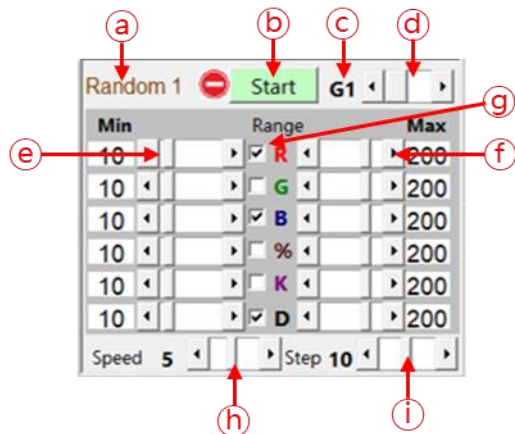 a b c d
Random 1 Start G1
Min Range Max
g
e 10 R 200 f
10 G 200
10 B 200
10 % 200
10 K 200
10 D 200
Speed 5 Step 10
h i